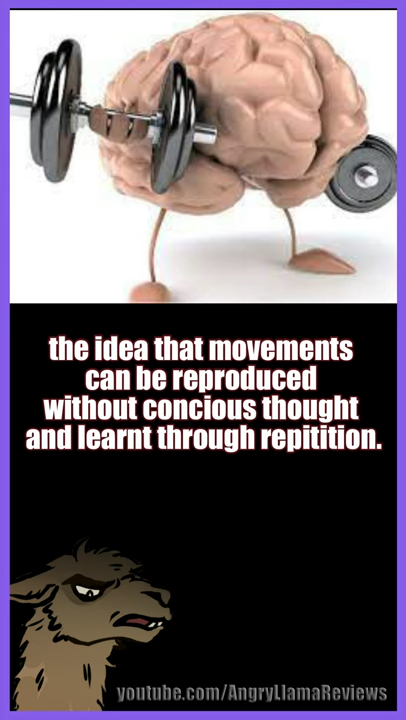 the idea that movements
can be reproduced
without concious thought
and learnt through repitition.
youtube.com/AngryLlamaReviews